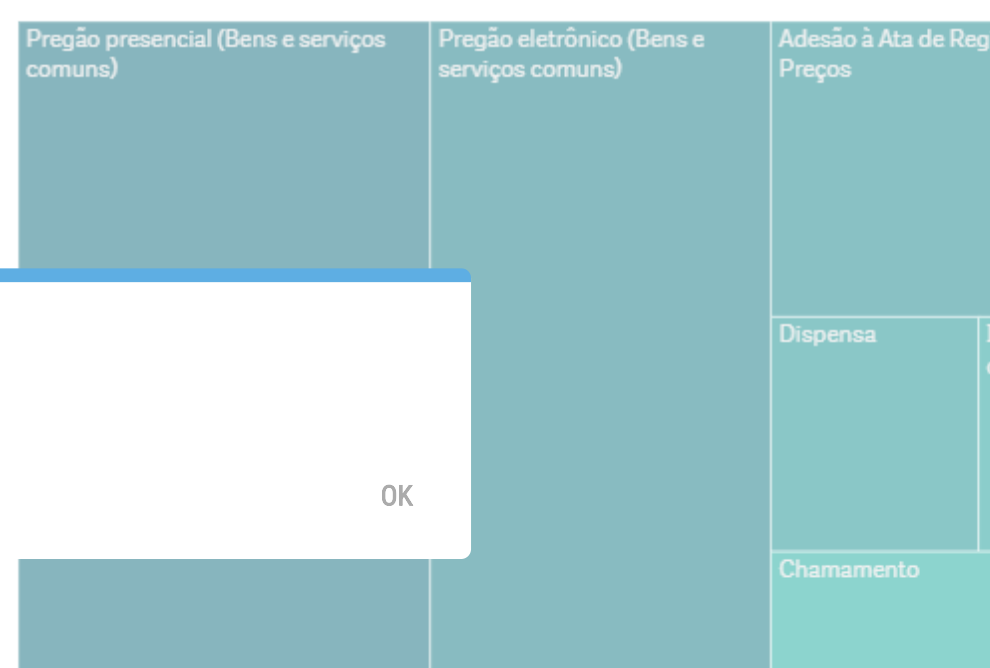 Pregão presencial (Bens e serviços
comuns)
Pregão eletrônico (Bens e
serviços comuns)
Adesão à Ata de Reg
Preços
Dispensa
OK
Chamamento